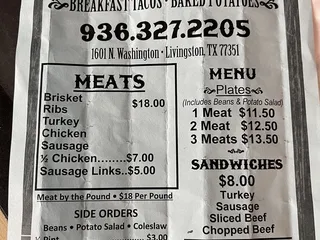 BREAKFAST TACOS • BAKED POTATOES
936.327.2205
1601 N. Washington • Livingston, TX 77351
MEATS
Brisket
Ribs $18.00
Turkey
Chicken
Sausage
½ Chicken........$7.00
Sausage Links..$5.00
Meat by the Pound • $18 Per Pound
SIDE ORDERS
Beans • Potato Salad • Coleslaw
½ Pint $3.00
MENU
Plates
(Includes Beans & Potato Salad)
1 Meat $11.50
2 Meat $12.50
3 Meats $13.50
SANDWICHES
$8.00
Turkey
Sausage
Sliced Beef
Chopped Beef